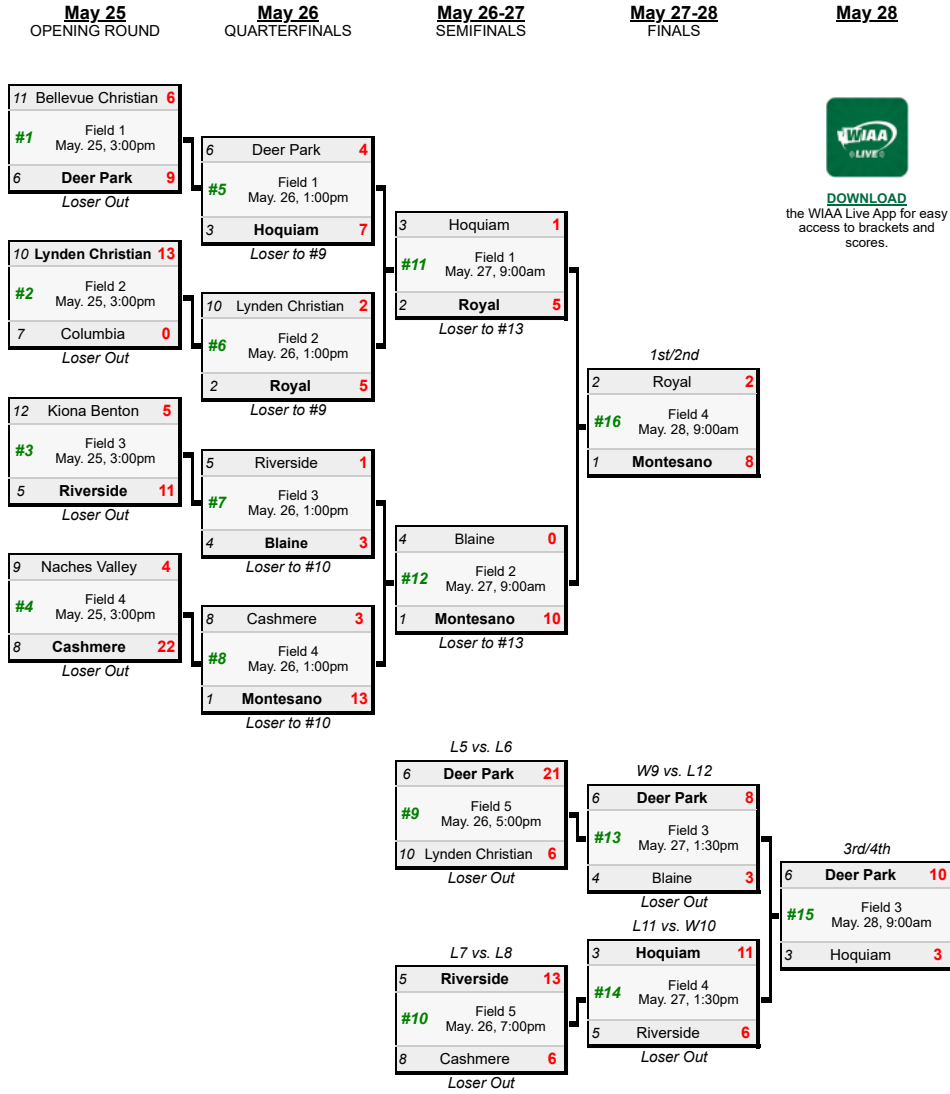 May 25
OPENING ROUND
May 26
QUARTERFINALS
May 26-27
SEMIFINALS
May 27-28
FINALS
May 28
WIAA
LIVE
DOWNLOAD
the WIAA Live App for easy
access to brackets and
scores.
11 Bellevue Christian 6
#1 Field 1
May. 25, 3:00pm
6 Deer Park 9
Loser Out
10 Lynden Christian 13
#2 Field 2
May. 25, 3:00pm
7 Columbia 0
Loser Out
12 Kiona Benton 5
#3 Field 3
May. 25, 3:00pm
5 Riverside 11
Loser Out
9 Naches Valley 4
#4 Field 4
May. 25, 3:00pm
8 Cashmere 22
Loser Out
6 Deer Park 4
#5 Field 1
May. 26, 1:00pm
3 Hoquiam 7
Loser to #9
10 Lynden Christian 2
#6 Field 2
May. 26, 1:00pm
2 Royal 5
Loser to #9
5 Riverside 1
#7 Field 3
May. 26, 1:00pm
4 Blaine 3
Loser to #10
8 Cashmere 3
#8 Field 4
May. 26, 1:00pm
1 Montesano 13
Loser to #10
3 Hoquiam 1
#11 Field 1
May. 27, 9:00am
2 Royal 5
Loser to #13
4 Blaine 0
#12 Field 2
May. 27, 9:00am
1 Montesano 10
Loser to #13
1st/2nd
2 Royal 2
#16 Field 4
May. 28, 9:00am
1 Montesano 8
L5 vs. L6
6 Deer Park 21
#9 Field 5
May. 26, 5:00pm
10 Lynden Christian 6
Loser Out
L7 vs. L8
5 Riverside 13
#10 Field 5
May. 26, 7:00pm
8 Cashmere 6
Loser Out
W9 vs. L12
6 Deer Park 8
#13 Field 3
May. 27, 1:30pm
4 Blaine 3
Loser Out
L11 vs. W10
3 Hoquiam 11
#14 Field 4
May. 27, 1:30pm
5 Riverside 6
Loser Out
3rd/4th
6 Deer Park 10
#15 Field 3
May. 28, 9:00am
3 Hoquiam 3